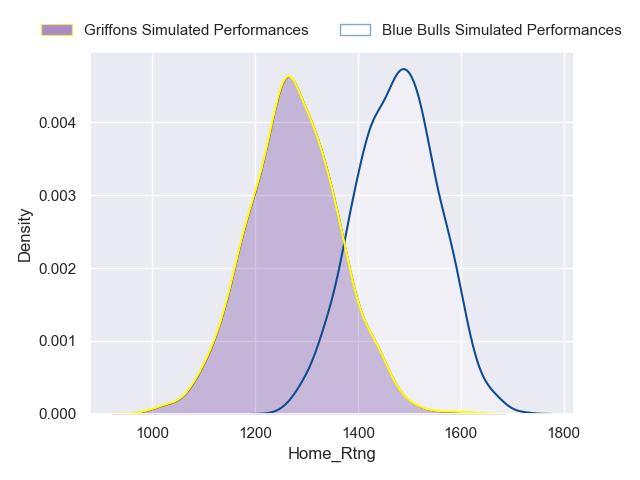 Griffons Simulated Performances Blue Bulls Simulated Performances
0.004
0.003
Density
0.002
0.001
0.000
1000 1200 1400 1600 1800
Home_Rtng